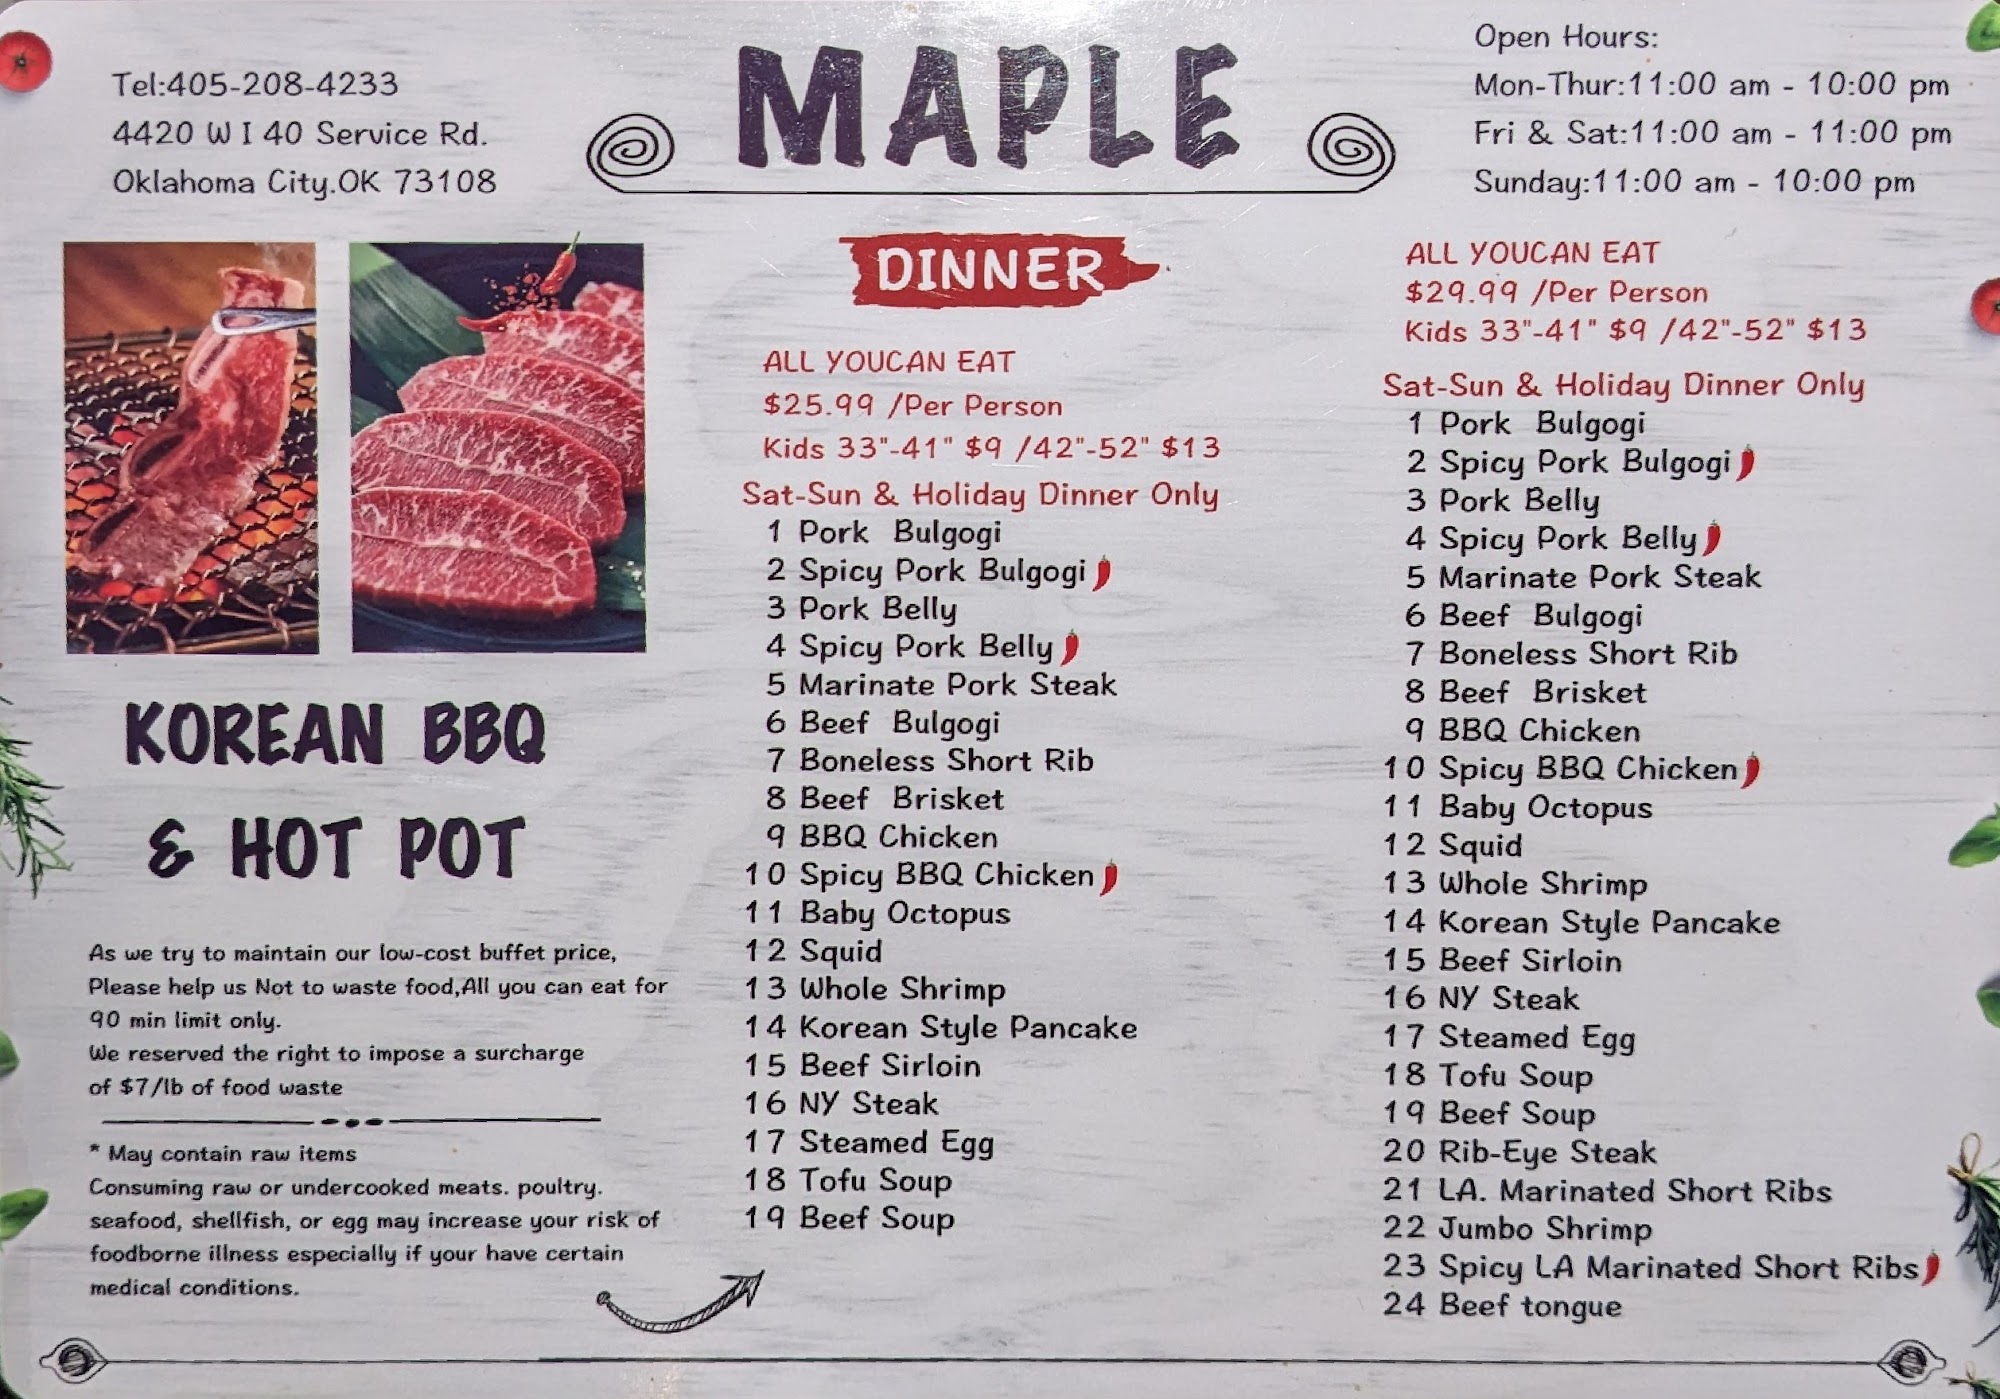 Tel:405-208-4233
4420 W I 40 Service Rd.
Oklahoma City.OK 73108
MAPLE
Open Hours:
Mon-Thur:11:00 am - 10:00 pm
Fri & Sat:11:00 am - 11:00 pm
Sunday:11:00 am - 10:00 pm
KOREAN BBQ
& HOT POT
As we try to maintain our low-cost buffet price,
Please help us Not to waste food,All you can eat for
90 min limit only.
We reserved the right to impose a surcharge
of $7/lb of food waste
* May contain raw items
Consuming raw or undercooked meats. poultry.
seafood, shellfish, or egg may increase your risk of
foodborne illness especially if your have certain
medical conditions.
DINNER
ALL YOUCAN EAT
$25.99 /Per Person
Kids 33"-41" $9 /42"-52" $13
Sat-Sun & Holiday Dinner Only
1 Pork Bulgogi
2 Spicy Pork Bulgogi
3 Pork Belly
4 Spicy Pork Belly
5 Marinate Pork Steak
6 Beef Bulgogi
7 Boneless Short Rib
8 Beef Brisket
9 BBQ Chicken
10 Spicy BBQ Chicken
11 Baby Octopus
12 Squid
13 Whole Shrimp
14 Korean Style Pancake
15 Beef Sirloin
16 NY Steak
17 Steamed Egg
18 Tofu Soup
19 Beef Soup
ALL YOUCAN EAT
$29.99 /Per Person
Kids 33"-41" $9 /42"-52" $13
Sat-Sun & Holiday Dinner Only
1 Pork Bulgogi
2 Spicy Pork Bulgogi
3 Pork Belly
4 Spicy Pork Belly
5 Marinate Pork Steak
6 Beef Bulgogi
7 Boneless Short Rib
8 Beef Brisket
9 BBQ Chicken
10 Spicy BBQ Chicken
11 Baby Octopus
12 Squid
13 Whole Shrimp
14 Korean Style Pancake
15 Beef Sirloin
16 NY Steak
17 Steamed Egg
18 Tofu Soup
19 Beef Soup
20 Rib-Eye Steak
21 LA. Marinated Short Ribs
22 Jumbo Shrimp
23 Spicy LA Marinated Short Ribs
24 Beef tongue